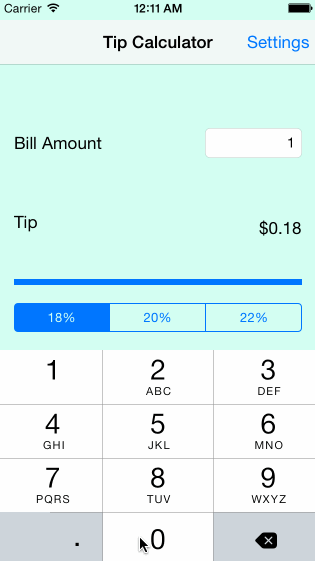 Carrier 12:11 AM
Tip Calculator Settings
Bill Amount 1
Tip $0.18
18% 20% 22%
1 2 3
ABC DEF
4 5 6
GHI JKL MNO
7 8 9
PQRS TUV WXYZ
. 0